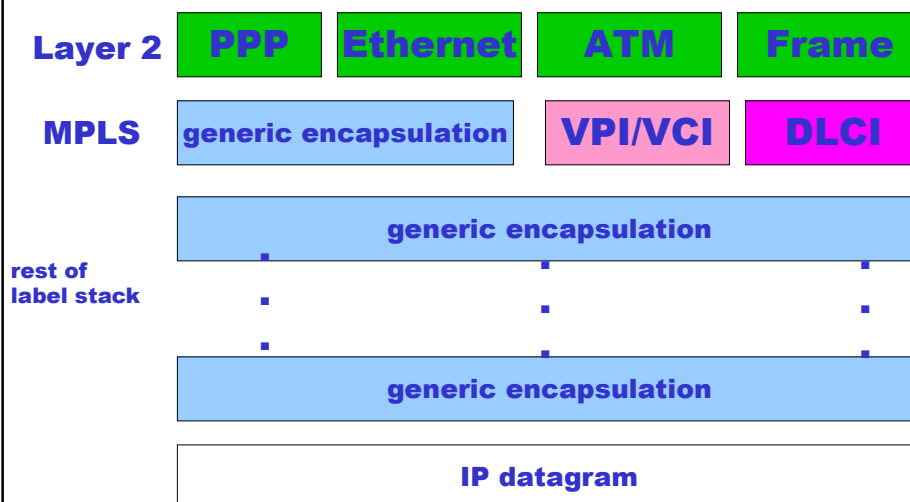 Layer 2 PPP Ethernet ATM Frame
MPLS generic encapsulation VPI/VCI DLCI
generic encapsulation
rest of
label stack
generic encapsulation
IP datagram